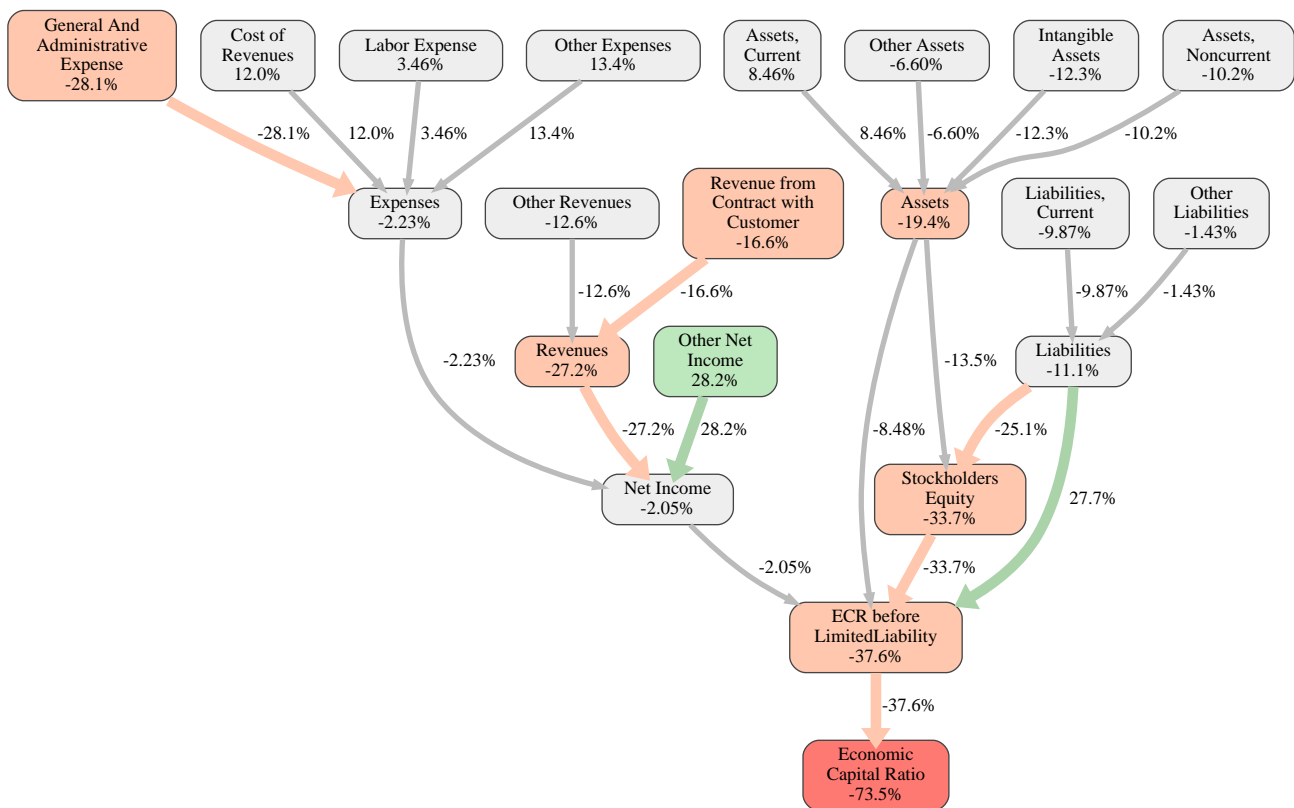 General And
Administrative
Expense
-28.1%
Cost of
Revenues
12.0%
Labor Expense
3.46%
Other Expenses
13.4%
Assets,
Current
8.46%
Other Assets
-6.60%
Intangible
Assets
-12.3%
Assets,
Noncurrent
-10.2%
-28.1%
12.0%
3.46%
13.4%
8.46%
-6.60%
-12.3%
-10.2%
Expenses
-2.23%
Other Revenues
-12.6%
Revenue from
Contract with
Customer
-16.6%
Assets
-19.4%
Liabilities,
Current
-9.87%
Other
Liabilities
-1.43%
-12.6%
-16.6%
-9.87%
-1.43%
-2.23%
Revenues
-27.2%
Other Net
Income
28.2%
-13.5%
Liabilities
-11.1%
-27.2%
28.2%
-8.48%
-25.1%
27.7%
Net Income
-2.05%
Stockholders
Equity
-33.7%
-2.05%
-33.7%
ECR before
LimitedLiability
-37.6%
-37.6%
Economic
Capital Ratio
-73.5%